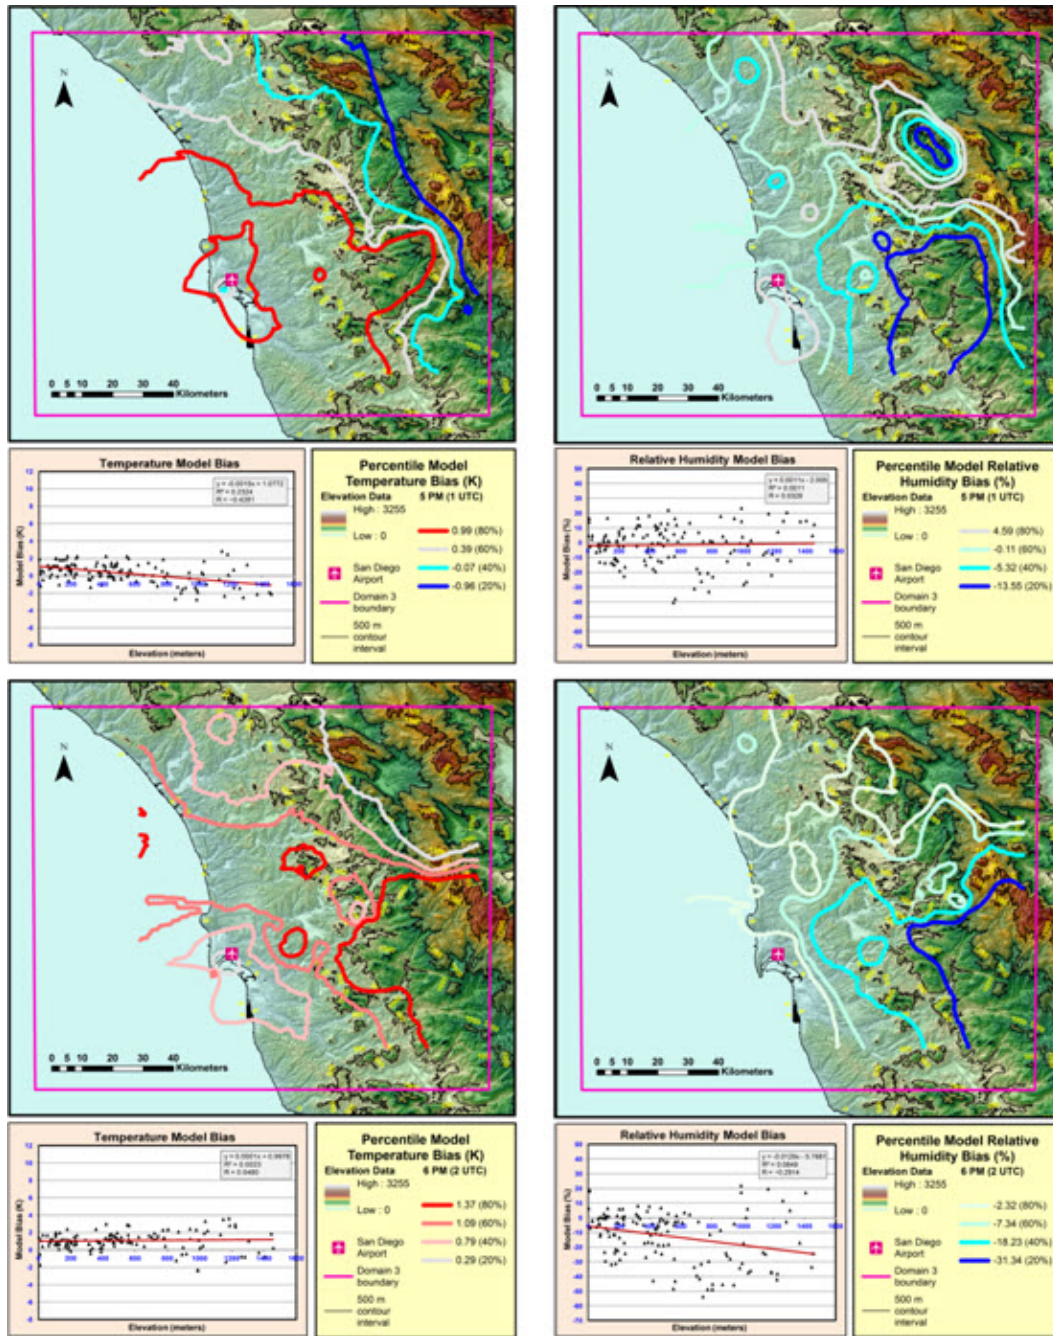 N
N
0 5 10 20 30 40
Kilometers
0 5 10 20 30 40
Kilometers
Temperature Model Bias
Model Bias (K)
Elevation (meters)
Percentile Model
Temperature Bias (K)
Elevation Data 5 PM (1 UTC)
High : 3255
Low : 0
0.99 (80%)
0.39 (60%)
-0.07 (40%)
-0.96 (20%)
San Diego
Airport
Domain 3
boundary
500 m
contour
interval
Relative Humidity Model Bias
Model Bias (%)
Elevation (meters)
Percentile Model Relative
Humidity Bias (%)
Elevation Data 5 PM (1 UTC)
High : 3255
Low : 0
4.59 (80%)
-0.11 (60%)
-5.32 (40%)
-13.55 (20%)
San Diego
Airport
Domain 3
boundary
500 m
contour
interval
N
N
0 5 10 20 30 40
Kilometers
0 5 10 20 30 40
Kilometers
Temperature Model Bias
Model Bias (K)
Elevation (meters)
Percentile Model
Temperature Bias (K)
Elevation Data 6 PM (2 UTC)
High : 3255
Low : 0
1.37 (80%)
1.09 (60%)
0.79 (40%)
0.29 (20%)
San Diego
Airport
Domain 3
boundary
500 m
contour
interval
Relative Humidity Model Bias
Model Bias (%)
Elevation (meters)
Percentile Model Relative
Humidity Bias (%)
Elevation Data 6 PM (2 UTC)
High : 3255
Low : 0
-2.32 (80%)
-7.34 (60%)
-18.23 (40%)
-31.34 (20%)
San Diego
Airport
Domain 3
boundary
500 m
contour
interval